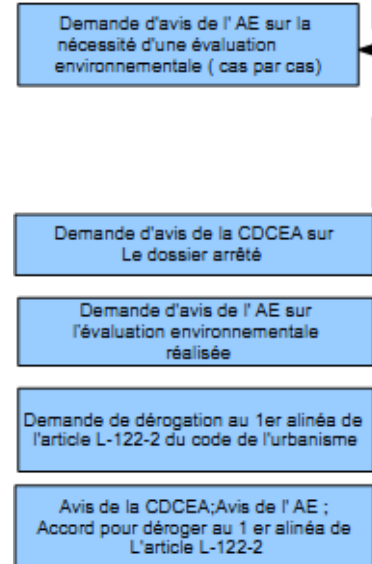 Demande d'avis de l' AE sur la
nécessité d'une évaluation
environnementale ( cas par cas)
Demande d'avis de la CDCEA sur
Le dossier arrêté
Demande d'avis de l' AE sur
l'évaluation environnementale
réalisée
Demande de dérogation au 1er alinéa de
l'article L-122-2 du code de l'urbanisme
Avis de la CDCEA;Avis de l' AE ;
Accord pour déroger au 1 er alinéa de
L'article L-122-2